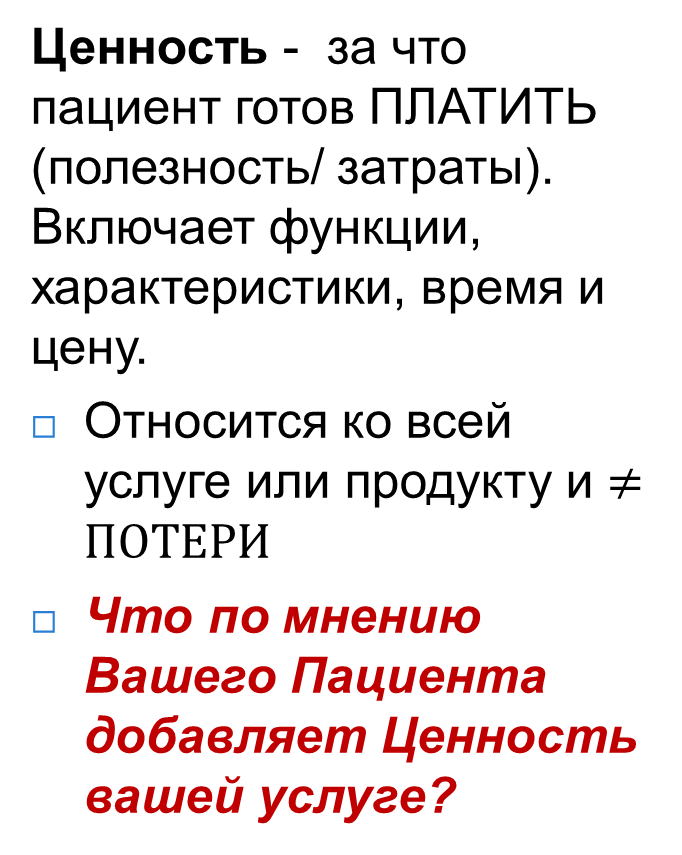 Ценность -  за что
пациент готов ПЛАТИТЬ
(полезность/ затраты).
Включает функции,
характеристики, время и
цену.
Относится ко всей
услуге или продукту и ≠
ПОТЕРИ
Что по мнению
Вашего Пациента
добавляет Ценность
вашей услуге?